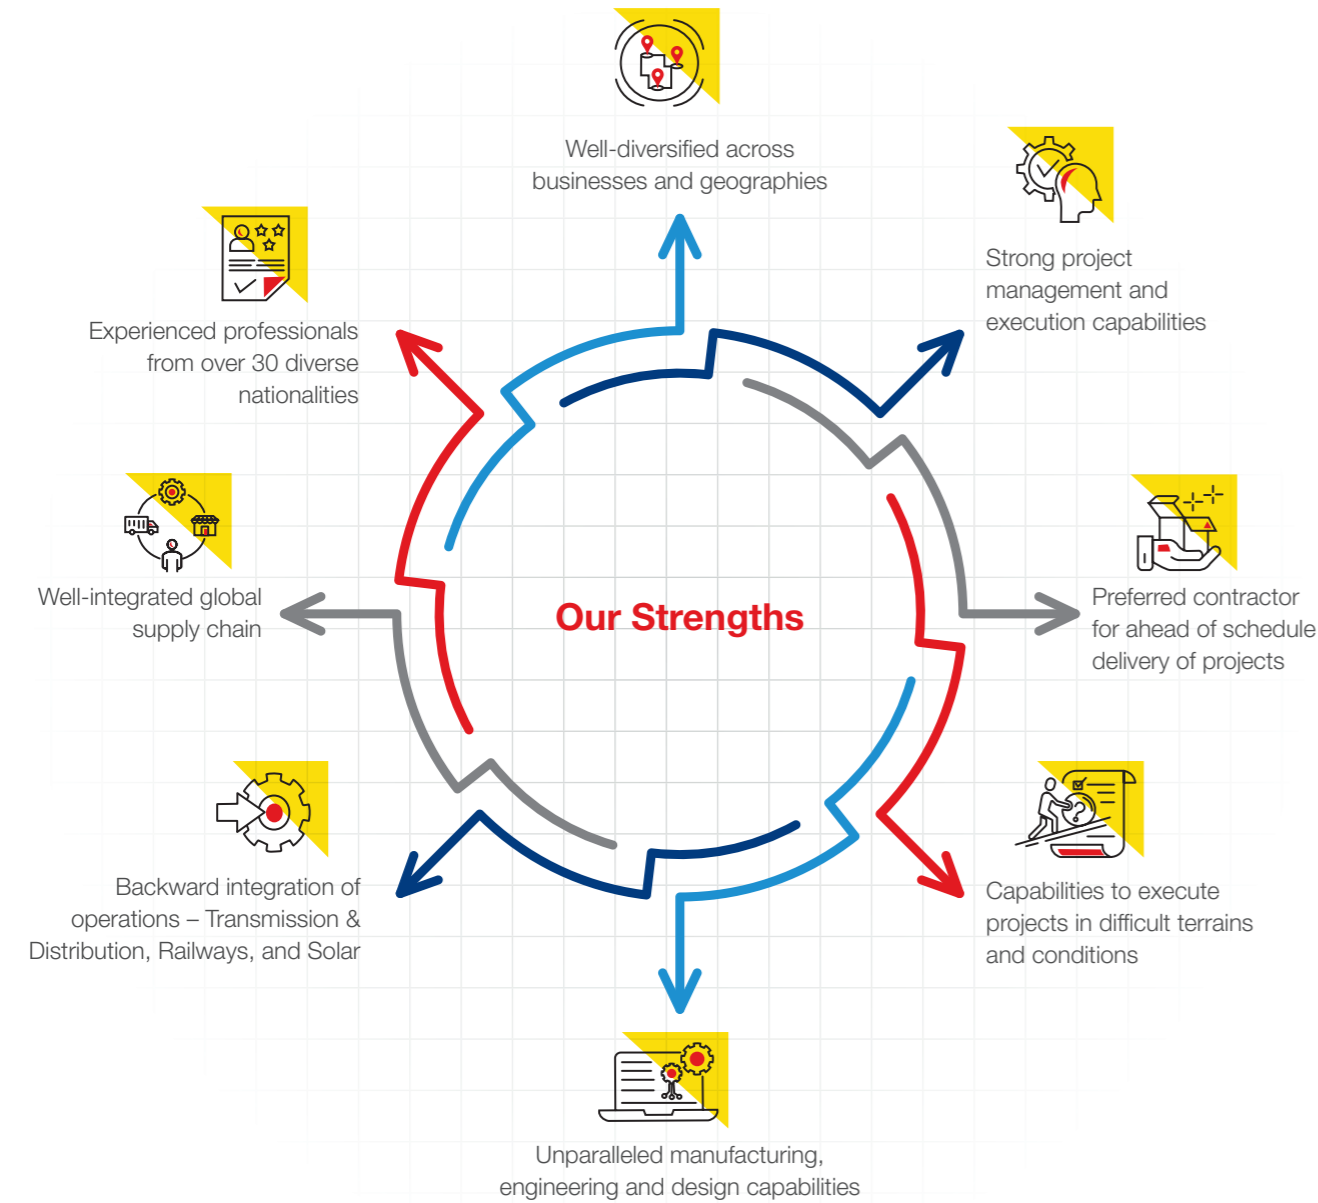 Well-diversified across
businesses and geographies
Strong project
management and
execution capabilities
Experienced professionals
from over 30 diverse
nationalities
Well-integrated global
supply chain
Our Strengths
Preferred contractor
for ahead of schedule
delivery of projects
Backward integration of
operations – Transmission &
Distribution, Railways, and Solar
Capabilities to execute
projects in difficult terrains
and conditions
Unparalleled manufacturing,
engineering and design capabilities